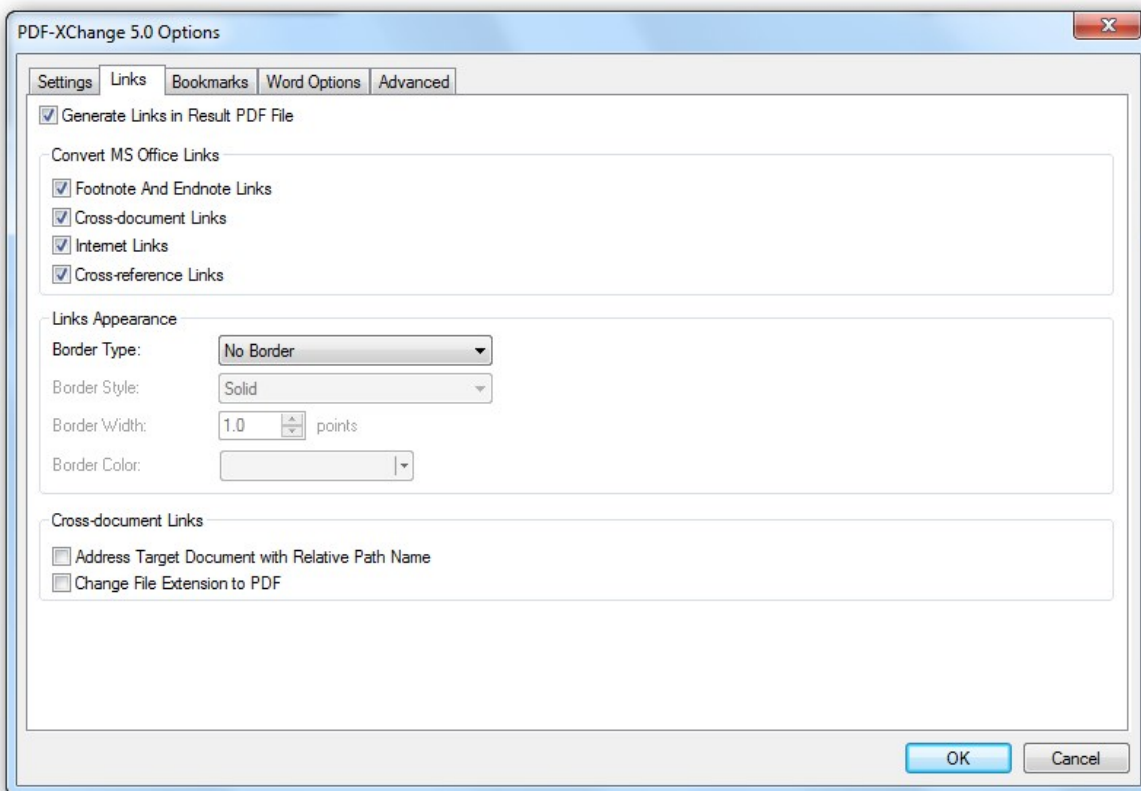 PDF-XChange 5.0 Options
Settings Links Bookmarks Word Options Advanced
Generate Links in Result PDF File
Convert MS Office Links
Footnote And Endnote Links
Cross-document Links
Internet Links
Cross-reference Links
Links Appearance
Border Type: No Border
Border Style: Solid
Border Width: 1.0 points
Border Color:
Cross-document Links
Address Target Document with Relative Path Name
Change File Extension to PDF
OK Cancel